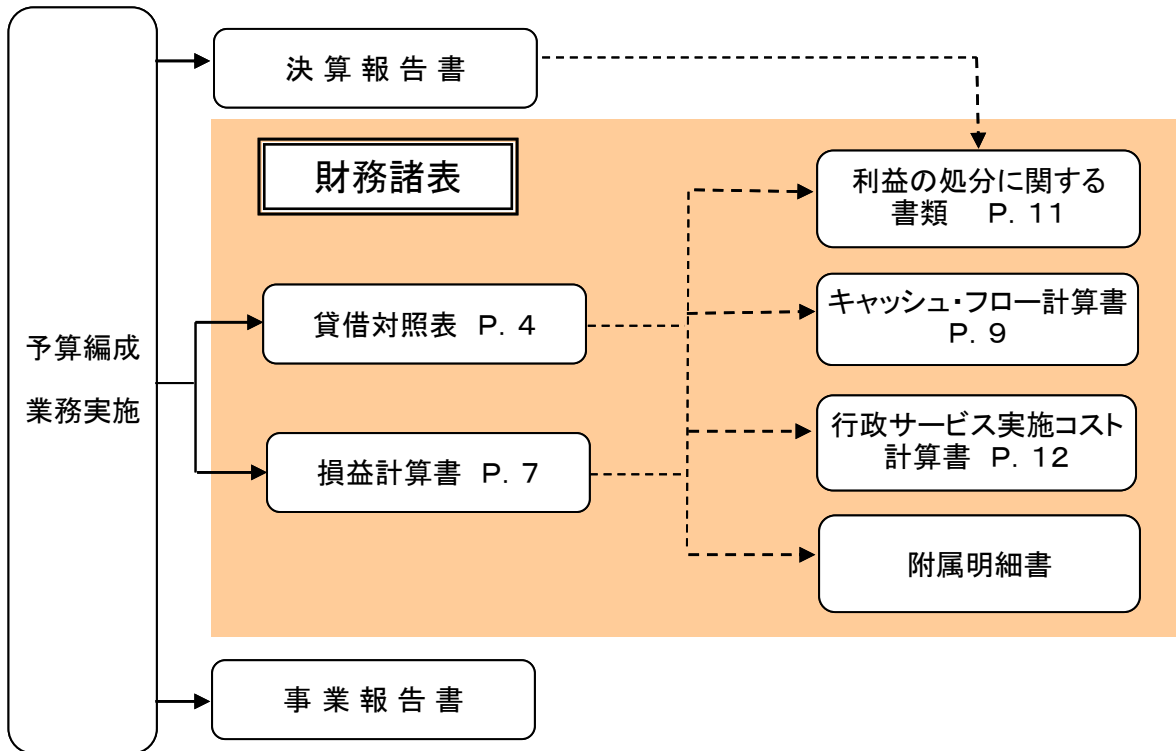 予算編成
業務実施
決算報告書
財務諸表
貸借対照表 P.4
損益計算書 P.7
利益の処分に関する
書類 P.11
キャッシュ・フロー計算書
P.9
行政サービス実施コスト
計算書 P.12
附属明細書
事業報告書